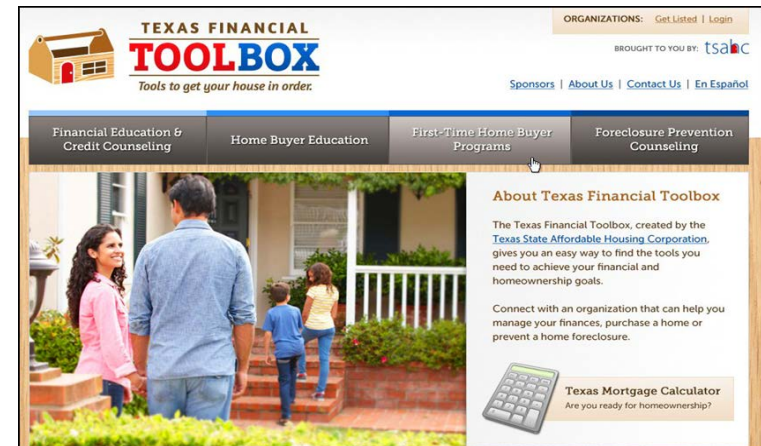 TEXAS FINANCIAL
TOOLBOX
Tools to get your house in order.
ORGANIZATIONS: Get Listed | Login
BROUGHT TO YOU BY: tsahc
Sponsors | About Us | Contact Us | En Español
Financial Education &
Credit Counseling
Home Buyer Education
First-Time Home Buyer
Programs
Foreclosure Prevention
Counseling
About Texas Financial Toolbox
The Texas Financial Toolbox, created by the
Texas State Affordable Housing Corporation,
gives you an easy way to find the tools you
need to achieve your financial and
homeownership goals.
Connect with an organization that can help you
manage your finances, purchase a home or
prevent a home foreclosure.
Texas Mortgage Calculator
Are you ready for homeownership?